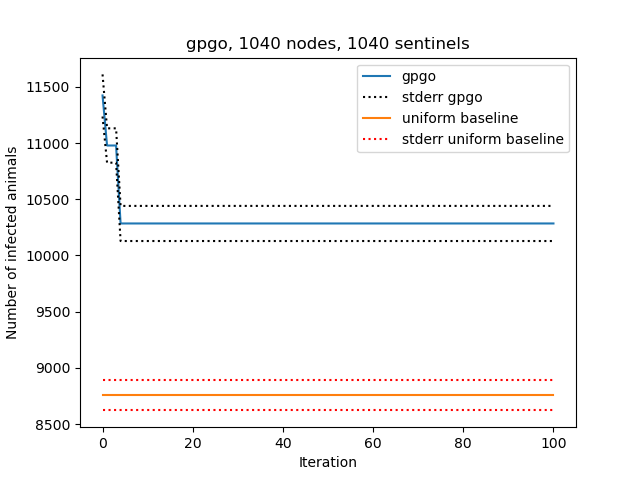 gpgo, 1040 nodes, 1040 sentinels
gpgo
stderr gpgo
uniform baseline
stderr uniform baseline
Number of infected animals
11500
11000
10500
10000
9500
9000
8500
0 20 40 60 80 100
Iteration